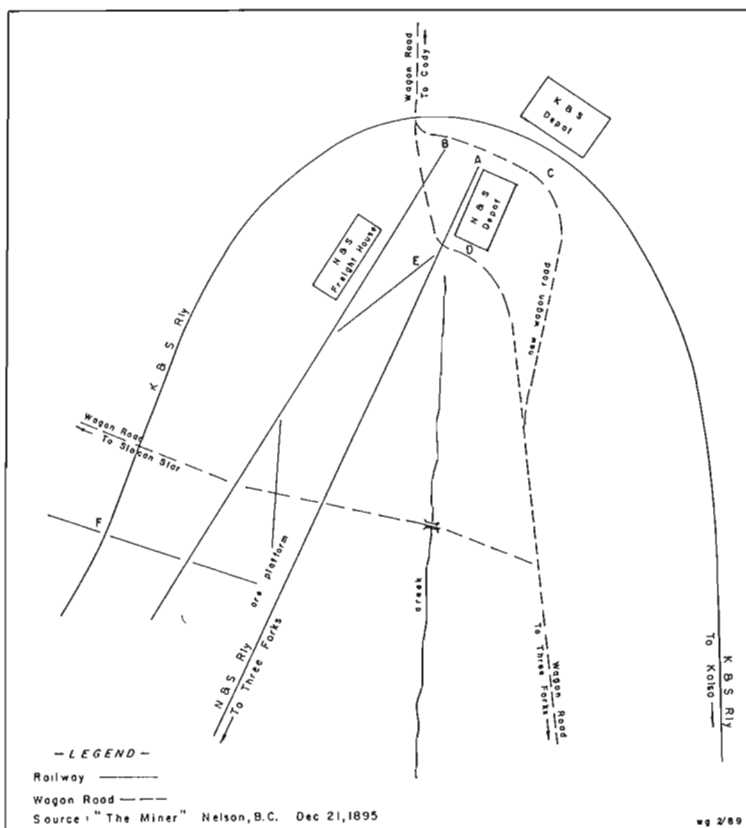 Wagon Road
To Cady
K & S
Depot
B
A
C
N & S
Depot
D
E
N & S
Freight House
K & S Rly
new wagon road
Wagon Road
To Slocan Star
F
ore platform
creek
N & S Rly
To Three Forks
Wagon Road
To Three Forks
K & S Rly
To Kalso
- LEGEND -
Railway
Wagon Road
Source : "The Miner" Nelson, B.C. Dec 21, 1895
wg 2/89